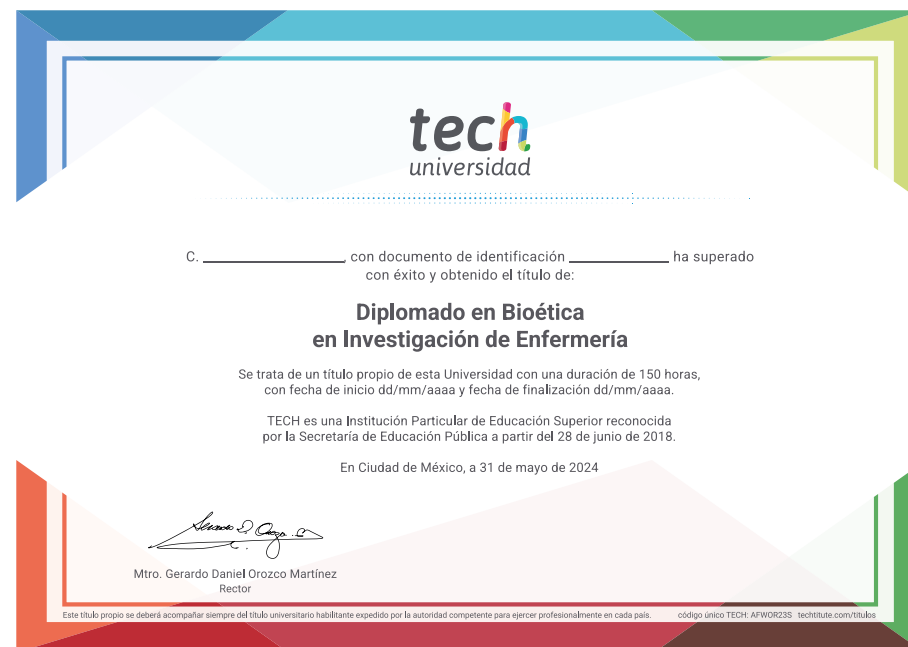 tech
universidad
C. ____________, con documento de identificación ____________ ha superado
con éxito y obtenido el título de:
Diplomado en Bioética
en Investigación de Enfermería
Se trata de un título propio de esta Universidad con una duración de 150 horas,
con fecha de inicio dd/mm/aaaa y fecha de finalización dd/mm/aaaa.
TECH es una Institución Particular de Educación Superior reconocida
por la Secretaría de Educación Pública a partir del 28 de junio de 2018.
En Ciudad de México, a 31 de mayo de 2024
Mtro. Gerardo Daniel Orozco Martínez
Rector
Este título propio se deberá acompañar siempre del título universitario habilitante expedido por la autoridad competente para ejercer profesionalmente en cada país. código único TECH: AFWOR23S techtitute.com/titulos